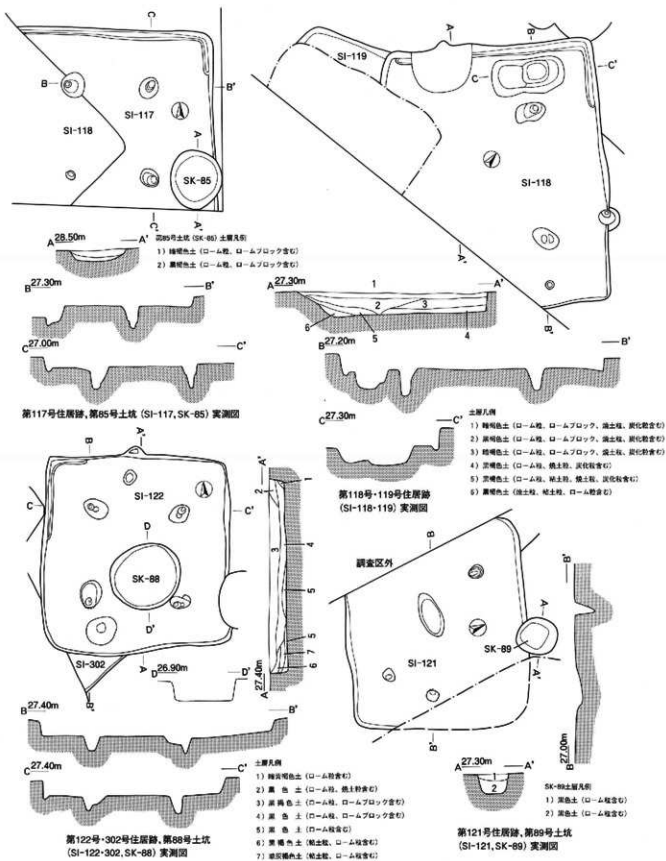 C
B
SI-118
SI-117
B'
A
SK-85
C'
A'
28.50m
A
A'
第85号土坑 (SK-85) 土層凡例
1) 暗褐色土 (ローム粒、ロームブロック含む)
2) 黒褐色土 (ローム粒、ロームブロック含む)
27.30m
B
B'
27.00m
C
C'
第117号住居跡、第85号土坑 (SI-117、SK-85) 実測図
SI-119
A
B
C
C'
SI-118
A'
B'
27.30m
A
A'
1
2
3
4
5
6
27.20m
B
B'
27.30m
C
C'
第118号・119号住居跡
(SI-118・119) 実測図
土層凡例
1) 暗褐色土 (ローム粒、ロームブロック、焼土粒、炭化粒含む)
2) 黒褐色土 (ローム粒、ロームブロック、焼土粒、炭化粒含む)
3) 暗褐色土 (ローム粒、ロームブロック、焼土粒、炭化粒含む)
4) 黒褐色土 (ローム粒、焼土粒、炭化粒含む)
5) 黒褐色土 (ローム粒、粘土粒、焼土粒、炭化粒含む)
6) 黒褐色土 (焼土粒、粘土粒、ローム粒含む)
B
A'
SI-122
C
C'
D
SK-88
D'
SI-302
A
B'
26.90m
D
D'
A'
1
2
3
4
5
5
7
6
27.40m
A
27.40m
B
B'
27.40m
C
C'
土層凡例
1) 暗黄褐色土 (ローム粒含む)
2) 黒色土 (ローム粒、焼土粒含む)
3) 黒褐色土 (ローム粒、ロームブロック含む)
4) 黒色土 (ローム粒、ロームブロック含む)
5) 黒色土 (ローム粒含む)
6) 黒褐色土 (粘土粒、ローム粒含む)
7) 暗茶褐色土 (粘土粒、ローム粒含む)
第122号・302号住居跡、第88号土坑
(SI-122・302、SK-88) 実測図
調査区外
B
A
SI-121
SK-89
A'
B'
B'
27.00m
B
27.30m
A
A'
1
2
SK-89土層凡例
1) 黒色土 (ローム粒含む)
2) 黒色土 (ローム粒含む)
第121号住居跡、第89号土坑
(SI-121、SK-89) 実測図